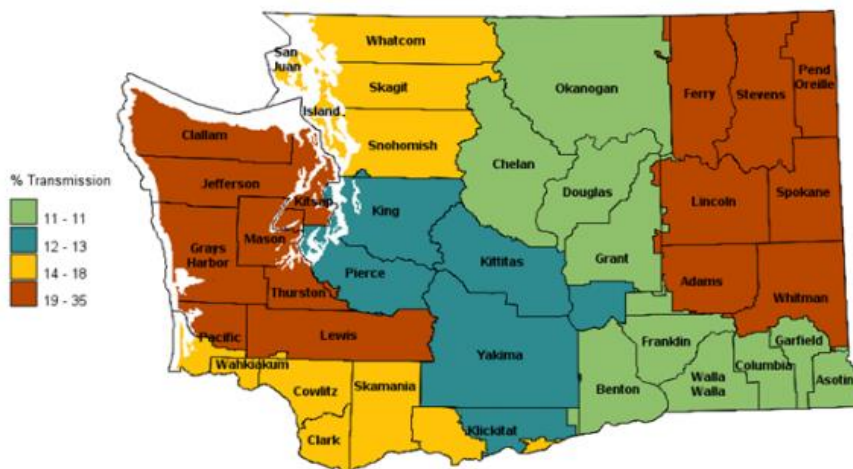 % Transmission
11 - 11
12 - 13
14 - 18
19 - 35
San
Juan
Whatcom
Skagit
Island
Snohomish
Okanogan
Ferry
Stevens
Pend
Oreille
Clallam
Jefferson
Kitsap
Mason
Grays
Harbor
Thurston
King
Pierce
Chelan
Douglas
Kittitas
Grant
Lincoln
Spokane
Adams
Whitman
Pacific
Lewis
Wahkiakum
Cowlitz
Clark
Skamania
Yakima
Klickitat
Benton
Franklin
Walla
Walla
Columbia
Garfield
Asotin